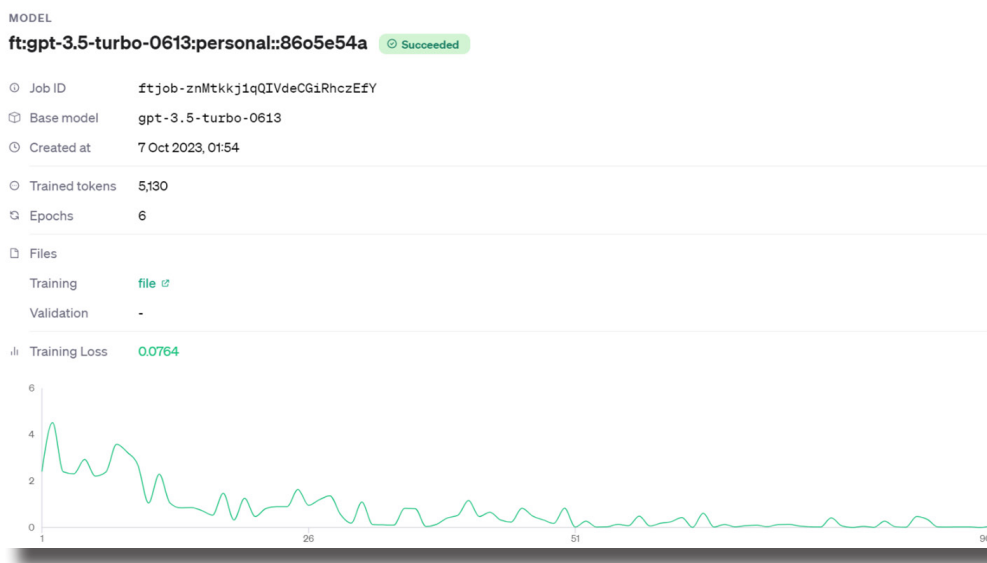 MODEL
ft:gpt-3.5-turbo-0613:personal::86o5e54a Succeeded
Job ID ftjob-znMtkkj1qQIVdeCGiRhczEfY
Base model gpt-3.5-turbo-0613
Created at 7 Oct 2023, 01:54
Trained tokens 5,130
Epochs 6
Files
Training file
Validation -
Training Loss 0.0764
6
4
2
0
1 26 51